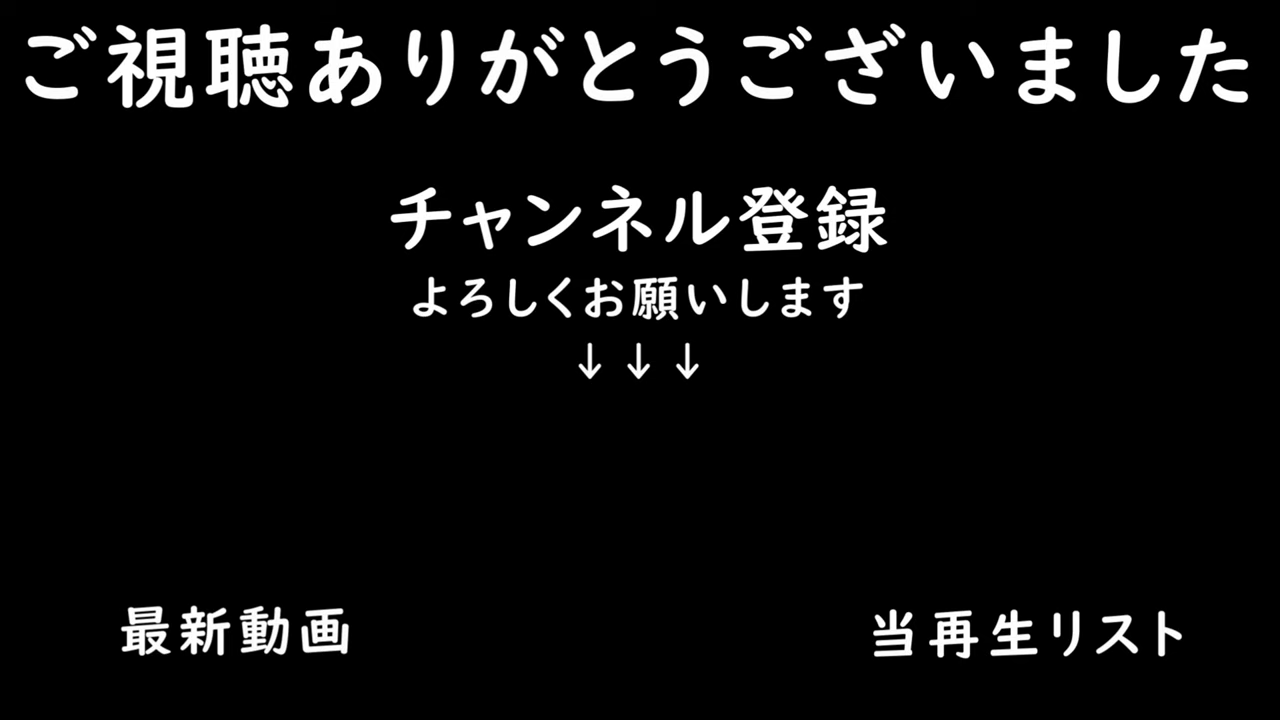 ご視聴ありがとうございました
チャンネル登録
よろしくお願いします
↓↓↓
最新動画
当再生リスト